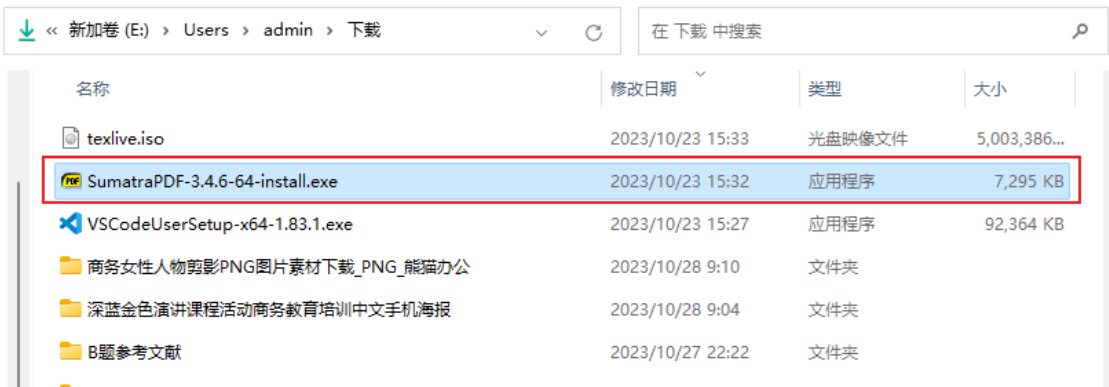 « 新加卷 (E:) › Users › admin › 下载 在 下载 中搜索
名称 修改日期 类型 大小
texlive.iso 2023/10/23 15:33 光盘映像文件 5,003,386...
PDF SumatraPDF-3.4.6-64-install.exe 2023/10/23 15:32 应用程序 7,295 KB
VSCodeUserSetup-x64-1.83.1.exe 2023/10/23 15:27 应用程序 92,364 KB
商务女性人物剪影PNG图片素材下载_PNG_熊猫办公 2023/10/28 9:10 文件夹
深蓝金色演讲课程活动商务教育培训中文手机海报 2023/10/28 9:04 文件夹
B题参考文献 2023/10/27 22:22 文件夹